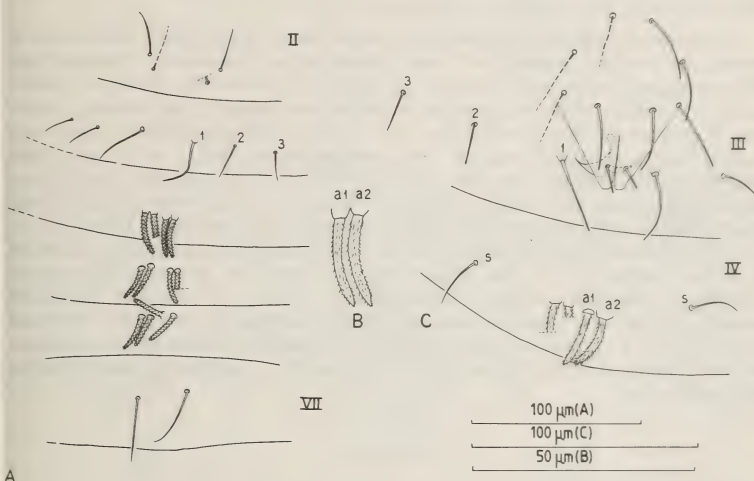 II
1 2 3
3
2
III
1
a1 a2
B
C
IV
s
a1 a2
s
VII
100 µm(A)
100 µm(C)
50 µm(B)
A